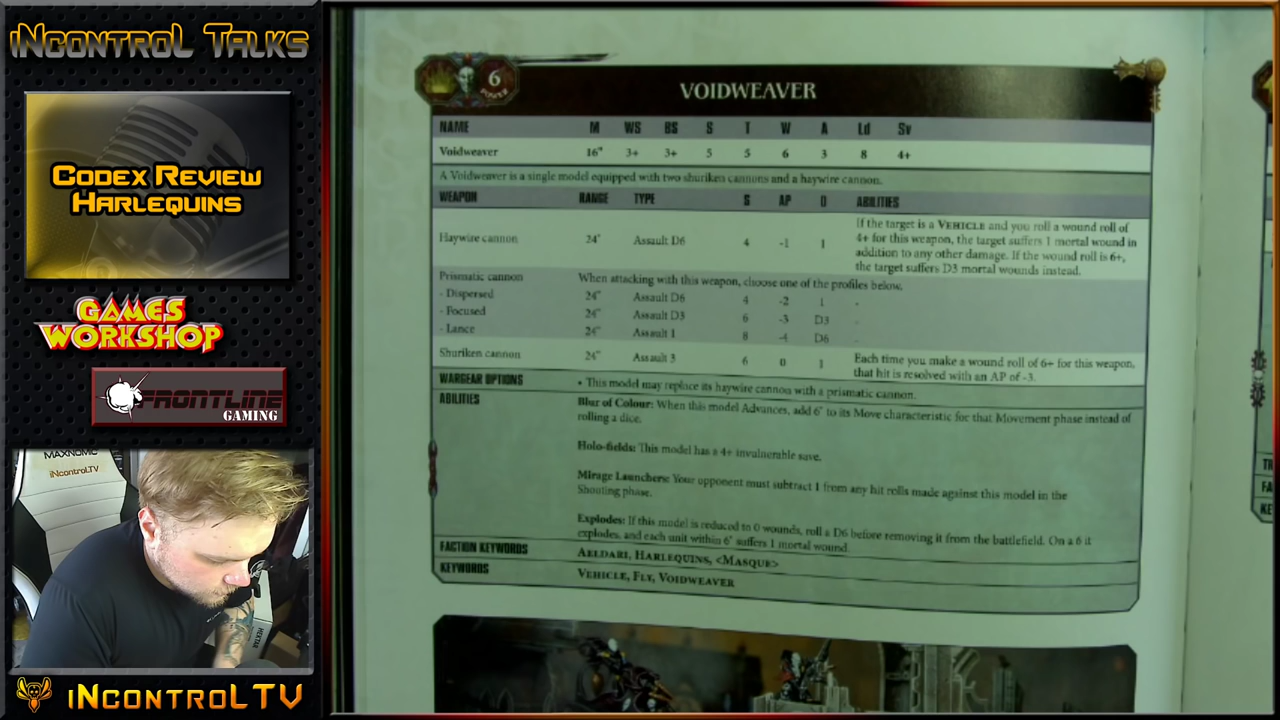 iNcontroL Talks
Codex Review
Harlequins
GAMES
WORKSHOP
FRONTLINE
GAMING
MAXNOMIC
iNcontroLTV
iNcontroLTV
6
POWER
VOIDWEAVER
NAME M WS BS S T W A Ld Sv
Voidweaver 16" 3+ 3+ 5 5 6 3 8 4+
A Voidweaver is a single model equipped with two shuriken cannons and a haywire cannon.
WEAPON RANGE TYPE S AP D ABILITIES
If the target is a VEHICLE and you roll a wound roll of
Haywire cannon 24" Assault D6 4 -1 1 4+ for this weapon, the target suffers 1 mortal wound in
addition to any other damage. If the wound roll is 6+,
the target suffers D3 mortal wounds instead.
Prismatic cannon When attacking with this weapon, choose one of the profiles below.
- Dispersed 24" Assault D6 4 -2 1 -
- Focused 24" Assault D3 6 -3 D3 -
- Lance 24" Assault 1 8 -4 D6 -
Shuriken cannon 24" Assault 3 6 0 1 Each time you make a wound roll of 6+ for this weapon,
that hit is resolved with an AP of -3.
WARGEAR OPTIONS • This model may replace its haywire cannon with a prismatic cannon.
ABILITIES Blur of Colour: When this model Advances, add 6" to its Move characteristic for that Movement phase instead of
rolling a dice.
Holo-fields: This model has a 4+ invulnerable save.
Mirage Launchers: Your opponent must subtract 1 from any hit rolls made against this model in the
Shooting phase.
Explodes: If this model is reduced to 0 wounds, roll a D6 before removing it from the battlefield. On a 6 it
explodes, and each unit within 6" suffers 1 mortal wound.
FACTION KEYWORDS AELDARI, HARLEQUINS, <MASQUE>
KEYWORDS VEHICLE, FLY, VOIDWEAVER